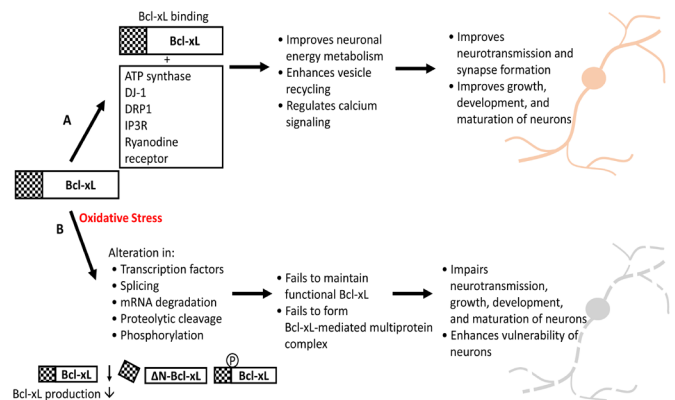 Bcl-xL binding
Bcl-xL
+
ATP synthase
DJ-1
DRP1
IP3R
Ryanodine
receptor
• Improves neuronal
energy metabolism
• Enhances vesicle
recycling
• Regulates calcium
signaling
• Improves
neurotransmission and
synapse formation
• Improves growth,
development, and
maturation of neurons
A
Bcl-xL
B
Oxidative Stress
Alteration in:
• Transcription factors
• Splicing
• mRNA degradation
• Proteolytic cleavage
• Phosphorylation
• Fails to maintain
functional Bcl-xL
• Fails to form
Bcl-xL-mediated multiprotein
complex
• Impairs
neurotransmission,
growth, development,
and maturation of neurons
• Enhances vulnerability of
neurons
P
Bcl-xL ↓ ΔN-Bcl-xL Bcl-xL
Bcl-xL production ↓